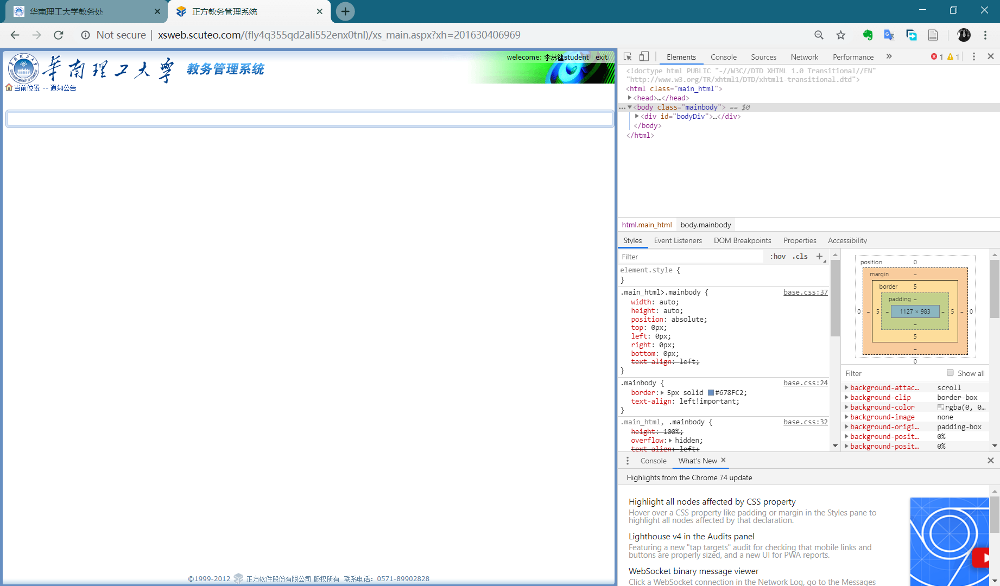 华南理工大学教务处
正方教务管理系统
Not secure | xsweb.scuteo.com/(fly4q355qd2ali552enx0tnl)/xs_main.aspx?xh=201630406969
華南理工大學 教务管理系统
welecome: 李林键student | exit
当前位置 -- 通知公告
©1999-2012 正方软件股份有限公司 版权所有 联系电话：0571-89902828
Elements Console Sources Network Performance » 1 1
<!doctype html PUBLIC "-//W3C//DTD XHTML 1.0 Transitional//EN"
"http://www.w3.org/TR/xhtml1/DTD/xhtml1-transitional.dtd">
<html class="main_html">
<head>…</head>
<body class="mainbody"> == $0
<div id="bodyDiv">…</div>
</body>
</html>
html.main_html body.mainbody
Styles Event Listeners DOM Breakpoints Properties Accessibility
Filter :hov .cls +
element.style {
}
.main_html>.mainbody { base.css:37
width: auto;
height: auto;
position: absolute;
top: 0px;
left: 0px;
right: 0px;
bottom: 0px;
text-align: left;
}
.mainbody { base.css:24
border: 5px solid #678FC2;
text-align: left!important;
}
.main_html, .mainbody { base.css:32
height: 100%;
overflow: hidden;
text-align: left;
position 0
margin –
border 5
padding –
0 – 5 – 1127 × 983 – 5 – 0
–
5
–
0
Filter Show all
background-attac… scroll
background-clip border-box
background-color rgba(0, 0…
background-image none
background-origi… padding-box
background-posit… 0%
background-posit… 0%
Console What's New
Highlights from the Chrome 74 update
Highlight all nodes affected by CSS property
Hover over a CSS property like padding or margin in the Styles pane to
highlight all nodes affected by that declaration.
Lighthouse v4 in the Audits panel
Featuring a new "tap targets" audit for checking that mobile links and
buttons are properly sized, and a new UI for PWA reports.
WebSocket binary message viewer
Click a WebSocket connection in the Network Log, go to the Messages